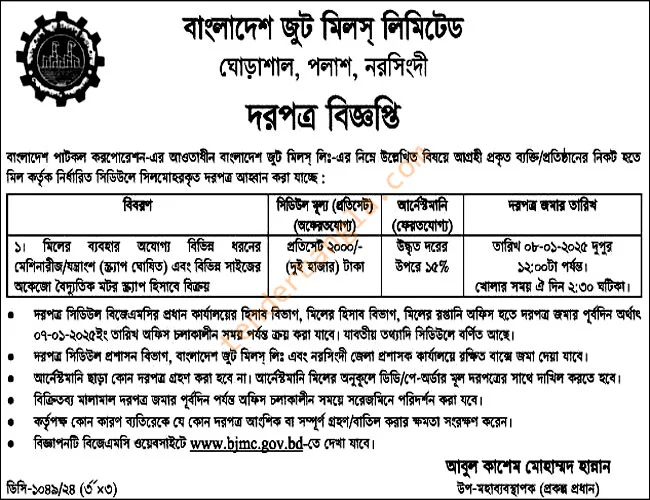 বাংলাদেশ জুট মিলস্ লিমিটেড
ঘোড়াশাল, পলাশ, নরসিংদী
দরপত্র বিজ্ঞপ্তি
বাংলাদেশ পাটকল করপোরেশন-এর আওতাধীন বাংলাদেশ জুট মিলস্ লিঃ-এর নিম্নে উল্লেখিত বিষয়ে আগ্রহী প্রকৃত ব্যক্তি/প্রতিষ্ঠানের নিকট হতে
মিল কর্তৃক নির্ধারিত সিডিউলে সিলমোহরকৃত দরপত্র আহ্বান করা যাচ্ছে :
বিবরণ
সিডিউল মূল্য (প্রতিসেট)
(অফেরতযোগ্য)
আর্নেস্টমানি
(ফেরতযোগ্য)
দরপত্র জমার তারিখ
১। মিলের ব্যবহার অযোগ্য বিভিন্ন ধরনের
মেশিনারীজ/যন্ত্রাংশ (স্ক্র্যাপ ঘোষিত) এবং বিভিন্ন সাইজের
অকেজো বৈদ্যুতিক মটর স্ক্র্যাপ হিসাবে বিক্রয়
প্রতিসেট ২০০০/-
(দুই হাজার) টাকা
উদ্ধৃত দরের
উপরে ১৫%
তারিখ ০৮-০১-২০২৫ দুপুর
১২:০০টা পর্যন্ত।
খোলার সময় ঐ দিন ২:৩০ ঘটিকা।
● দরপত্র সিডিউল বিজেএমসির প্রধান কার্যালয়ের হিসাব বিভাগ, মিলের হিসাব বিভাগ, মিলের রপ্তানি অফিস হতে দরপত্র জমার পূর্বদিন অর্থাৎ
০৭-০১-২০২৫ইং তারিখ অফিস চলাকালীন সময় পর্যন্ত ক্রয় করা যাবে। যাবতীয় তথ্যাদি সিডিউলে বর্ণিত আছে।
● দরপত্র সিডিউল প্রশাসন বিভাগ, বাংলাদেশ জুট মিলস্ লিঃ এবং নরসিংদী জেলা প্রশাসক কার্যালয়ে রক্ষিত বাক্সে জমা দেয়া যাবে।
● আর্নেস্টমানি ছাড়া কোন দরপত্র গ্রহণ করা হবে না। আর্নেস্টমানি মিলের অনুকূলে ডিডি/পে-অর্ডার মূল দরপত্রের সাথে দাখিল করতে হবে।
● বিক্রিতব্য মালামাল দরপত্র জমার পূর্বদিন পর্যন্ত অফিস চলাকালীন সময়ে সরেজমিনে পরিদর্শন করা যাবে।
● কর্তৃপক্ষ কোন কারণ ব্যতিরেকে যে কোন দরপত্র আংশিক বা সম্পূর্ণ গ্রহণ/বাতিল করার ক্ষমতা সংরক্ষণ করেন।
● বিজ্ঞাপনটি বিজেএমসি ওয়েবসাইটে www.bjmc.gov.bd-তে দেখা যাবে।
আবুল কাশেম মোহাম্মদ হান্নান
উপ-মহাব্যবস্থাপক (প্রকল্প প্রধান)
ডিসি-১০৪৯/২৪